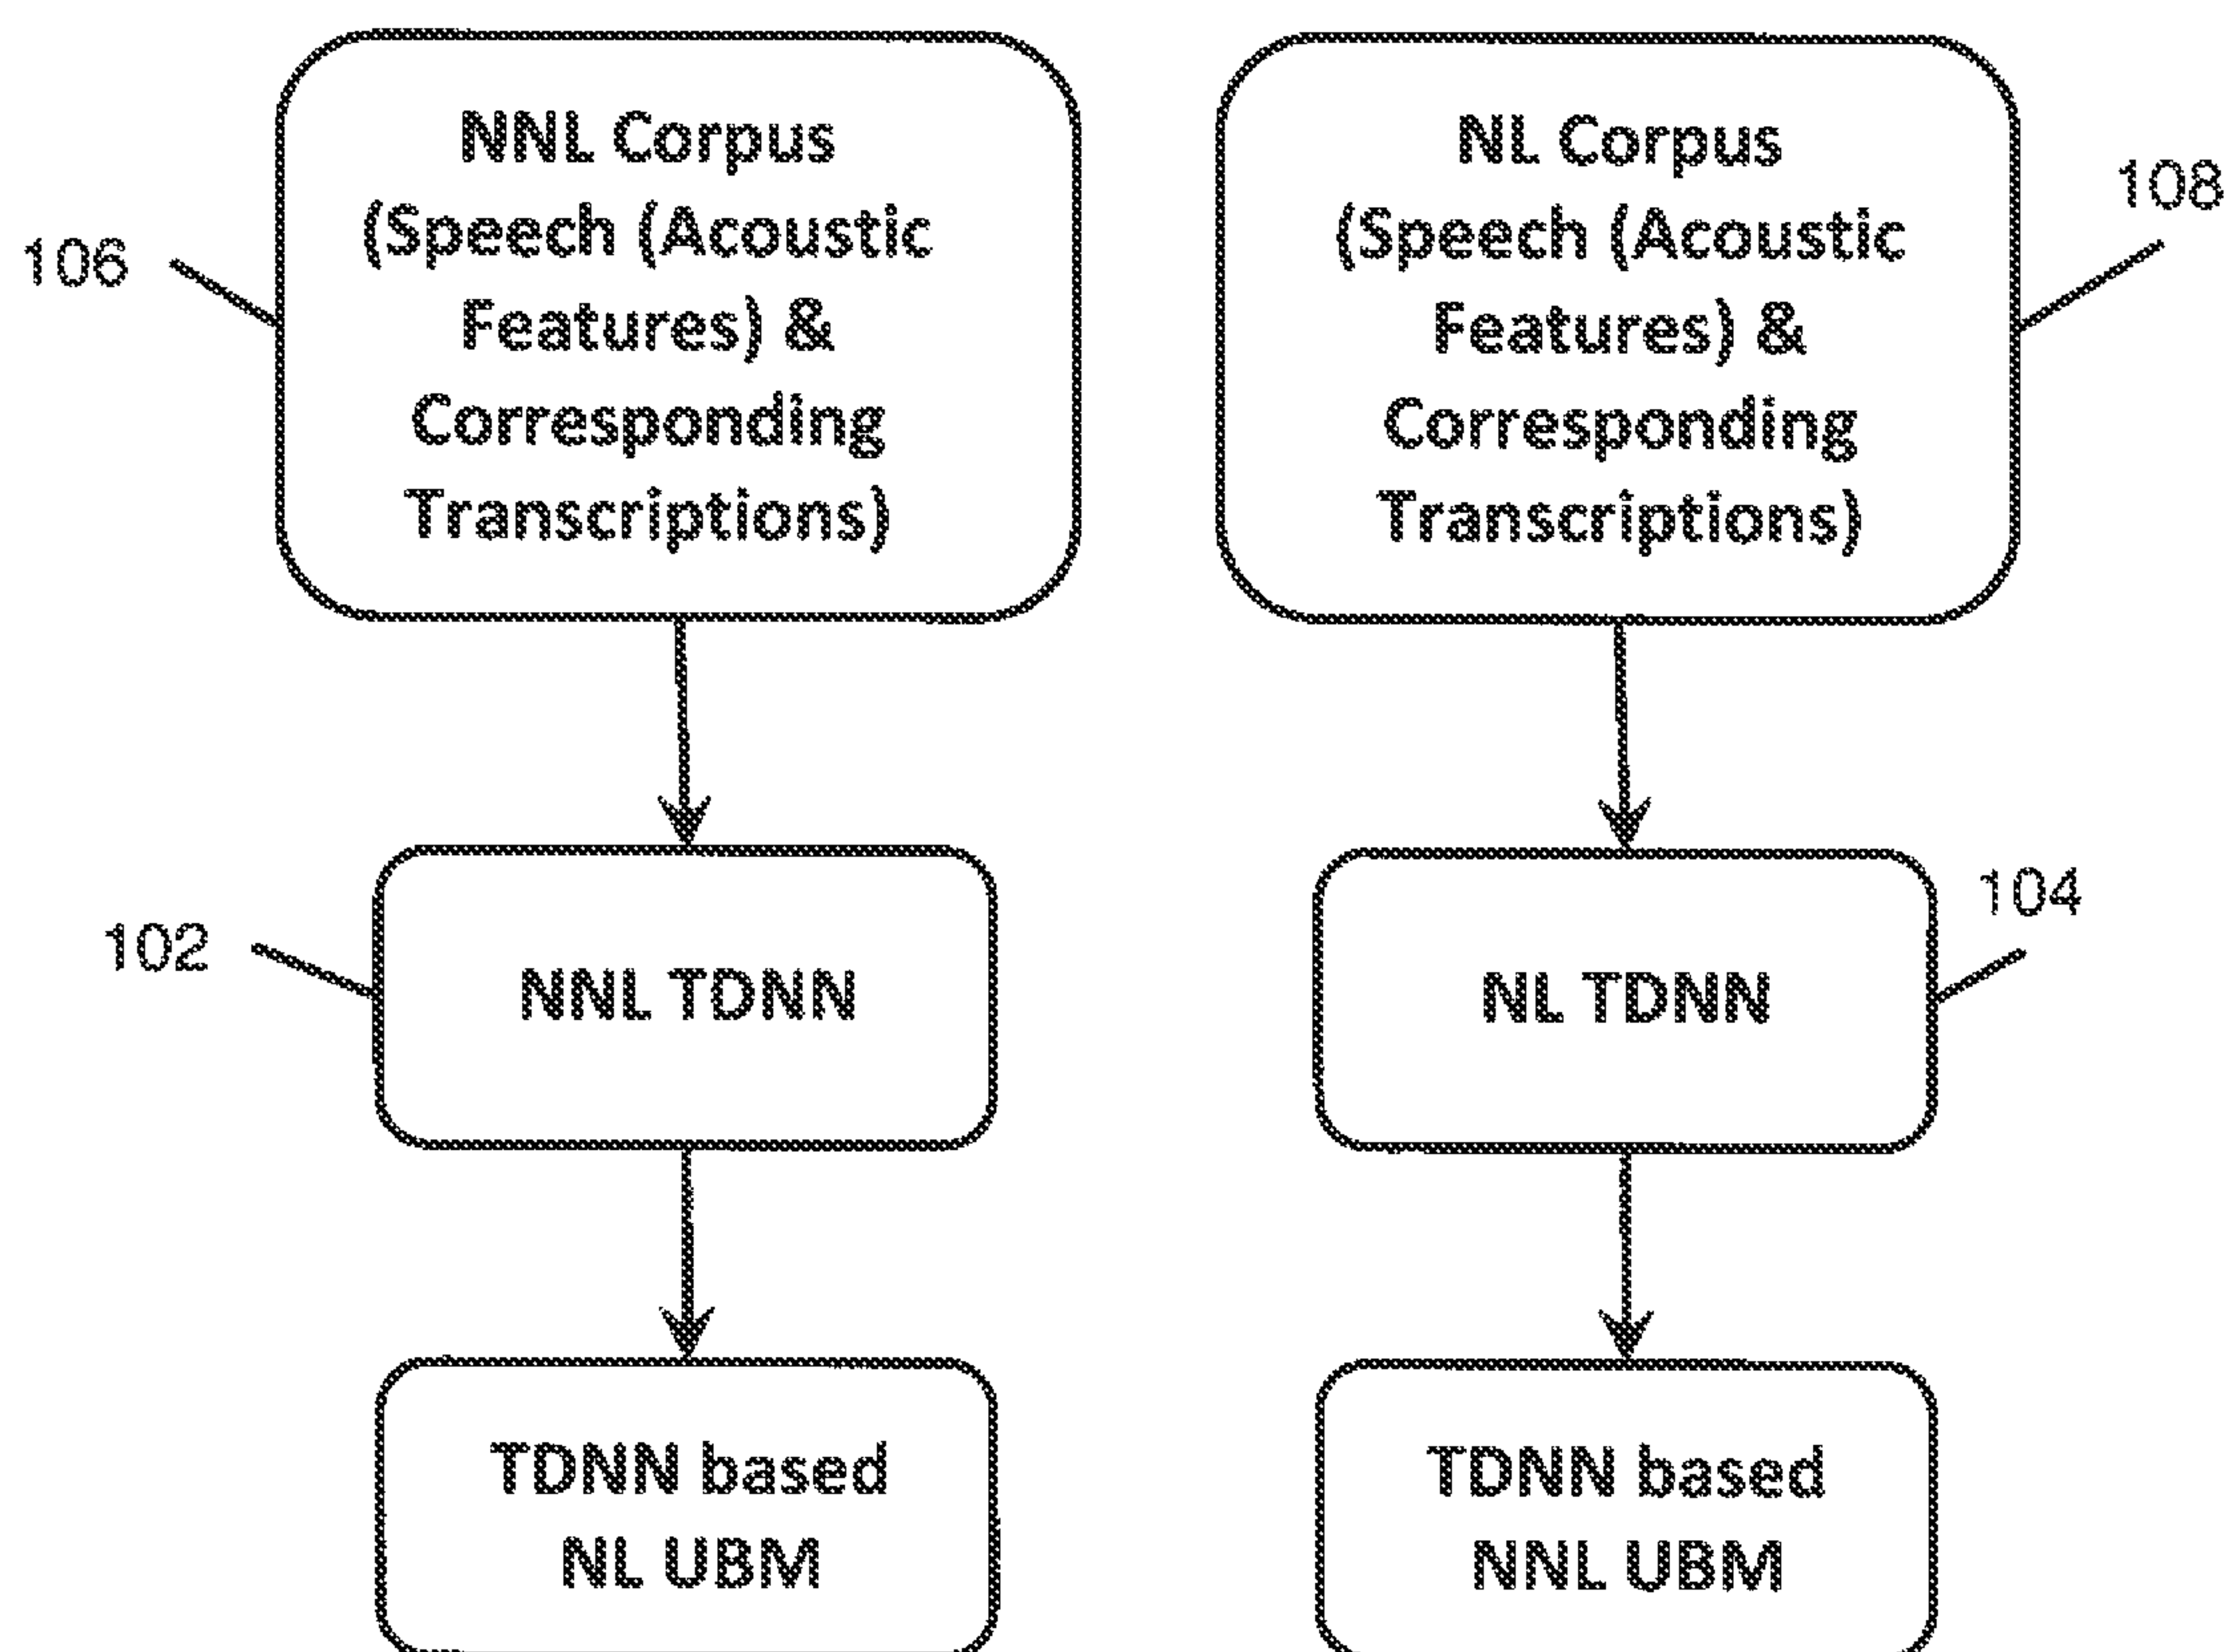 NNL Corpus
(Speech (Acoustic
Features) &
Corresponding
Transcriptions)
106
NL Corpus
(Speech (Acoustic
Features) &
Corresponding
Transcriptions)
108
102
NNL TDNN
NL TDNN
104
TDNN based
NL UBM
TDNN based
NNL UBM